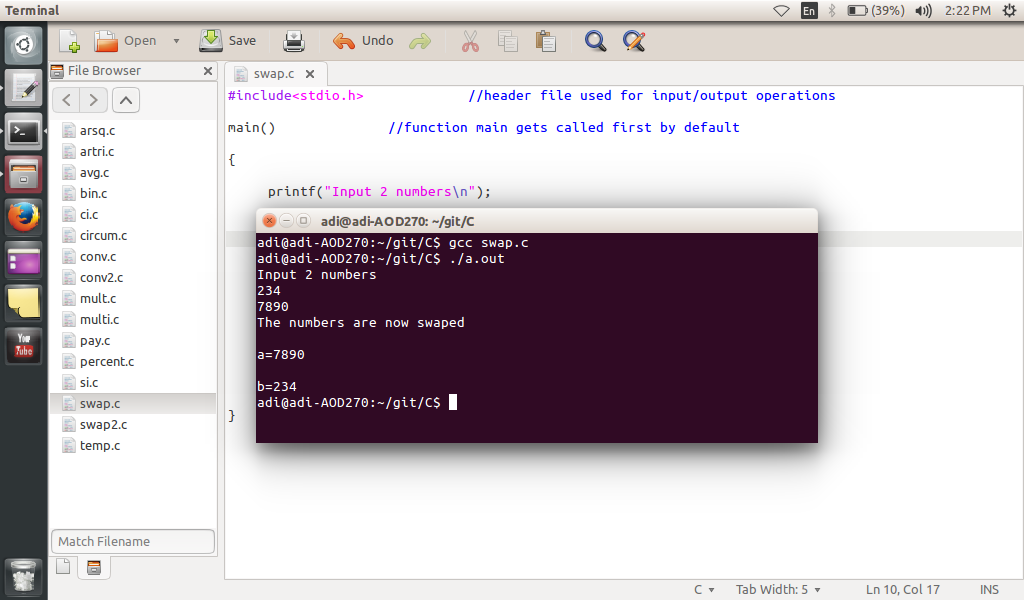 Terminal
En
(39%)
2:22 PM
Open
Save
Undo
File Browser
swap.c
arsq.c
artri.c
avg.c
bin.c
ci.c
circum.c
conv.c
conv2.c
mult.c
multi.c
pay.c
percent.c
si.c
swap.c
swap2.c
temp.c
Match Filename
You
Tube
#include<stdio.h> //header file used for input/output operations
main() //function main gets called first by default
{
printf("Input 2 numbers\n");
}
adi@adi-AOD270: ~/git/C
adi@adi-AOD270:~/git/C$ gcc swap.c
adi@adi-AOD270:~/git/C$ ./a.out
Input 2 numbers
234
7890
The numbers are now swaped
a=7890
b=234
adi@adi-AOD270:~/git/C$
C
Tab Width: 5
Ln 10, Col 17
INS